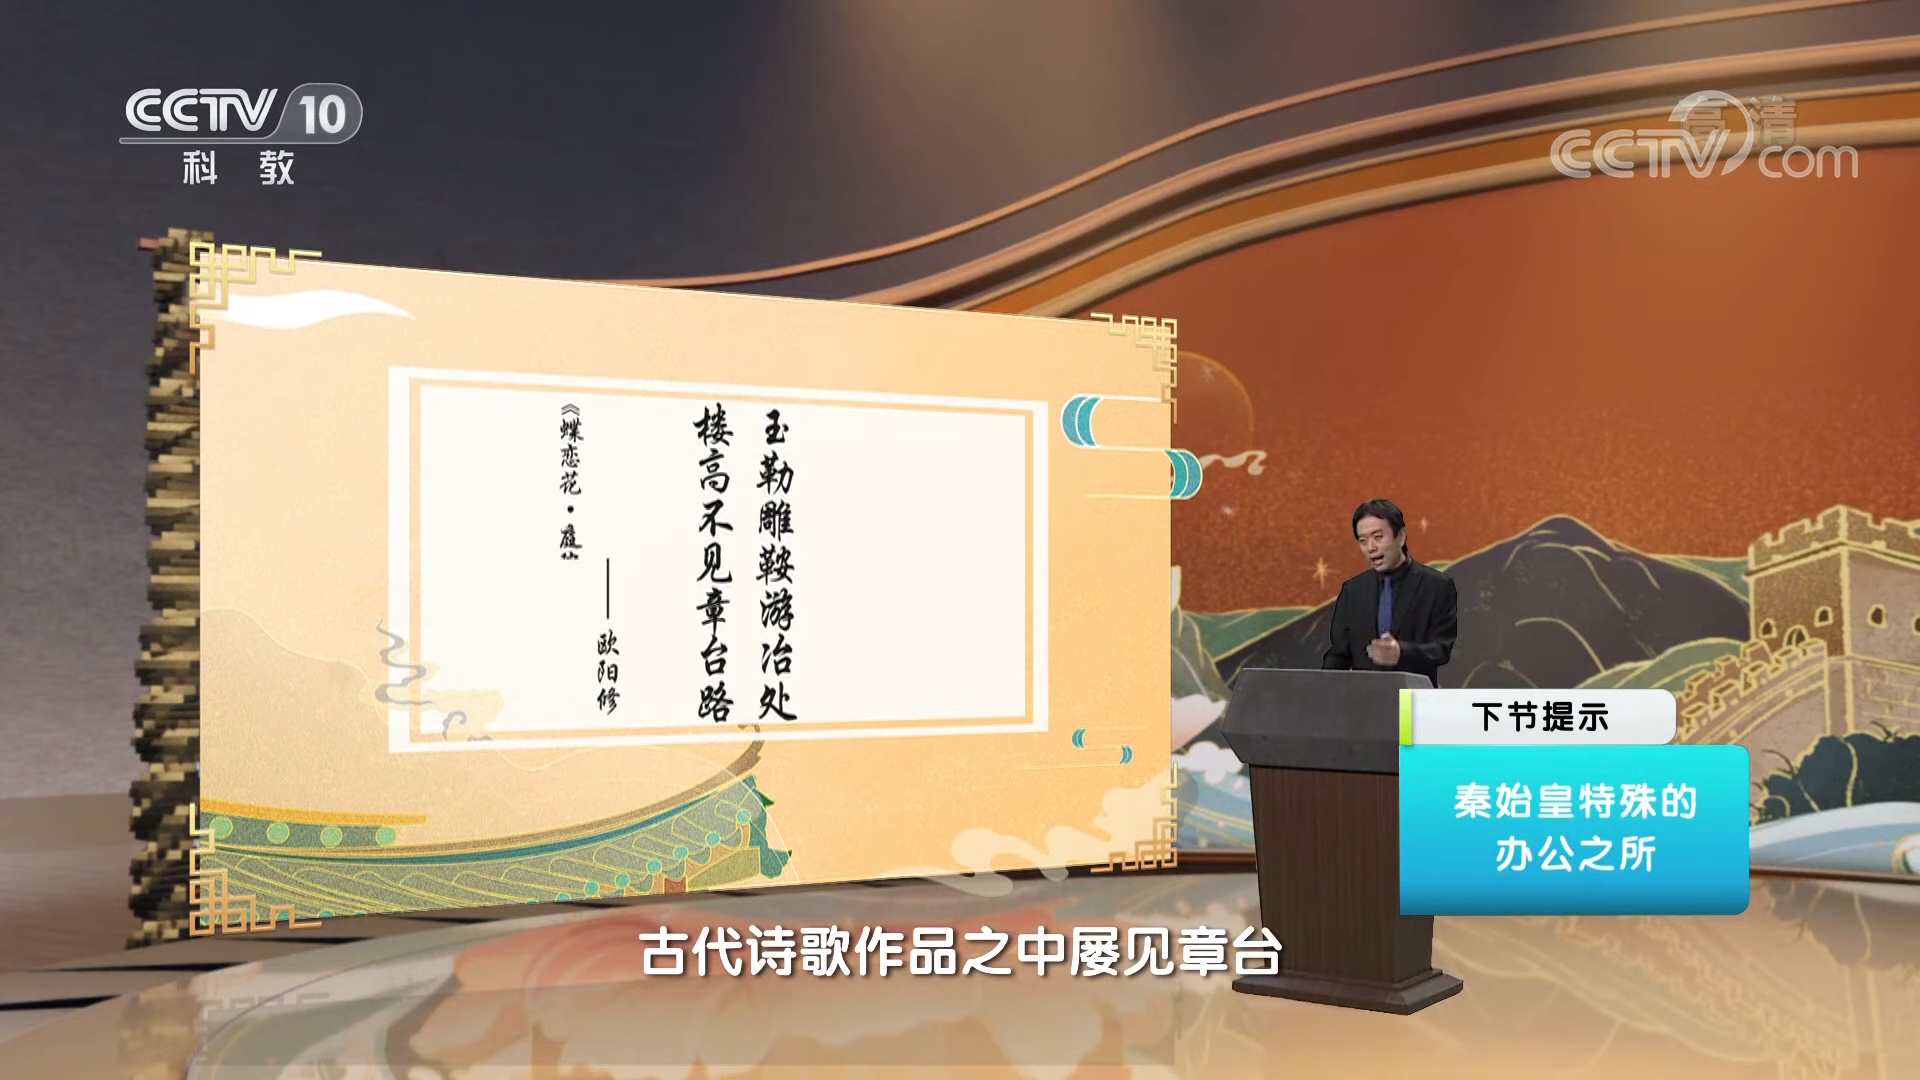 CCTV 10
科 教
高清
CCTV com
玉勒雕鞍游冶处
楼高不见章台路
——欧阳修
《蝶恋花·庭
下节提示
秦始皇特殊的
办公之所
古代诗歌作品之中屡见章台